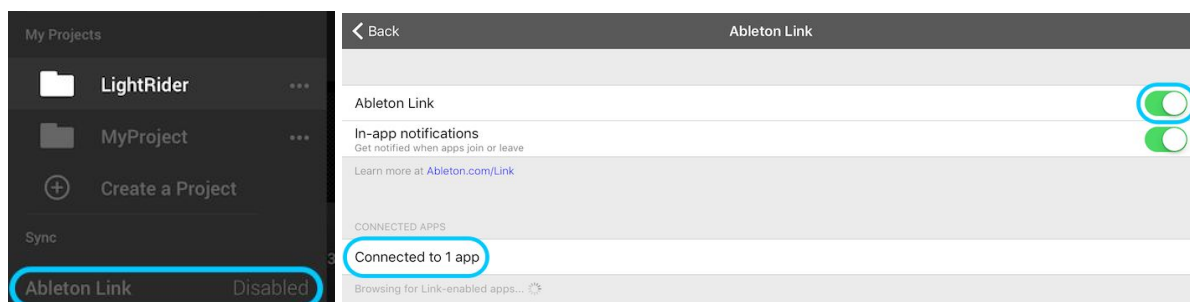 My Projects
LightRider
MyProject
Create a Project
Sync
Ableton Link Disabled
Back
Ableton Link
Ableton Link
In-app notifications
Get notified when apps join or leave
Learn more at Ableton.com/Link
CONNECTED APPS
Connected to 1 app
Browsing for Link-enabled apps...